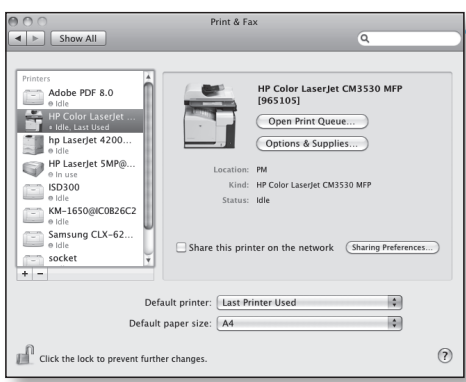 Print & Fax
Show All
Printers
Adobe PDF 8.0
Idle
HP Color LaserJet ...
Idle, Last Used
hp LaserJet 4200...
Idle
HP LaserJet 5MP@...
In use
ISD300
Idle
KM-1650@IC0B26C2
Idle
Samsung CLX-62...
Idle
socket
+ −
HP Color LaserJet CM3530 MFP
[965105]
Open Print Queue...
Options & Supplies...
Location: PM
Kind: HP Color LaserJet CM3530 MFP
Status: Idle
Share this printer on the network
Sharing Preferences...
Default printer: Last Printer Used
Default paper size: A4
Click the lock to prevent further changes.
?